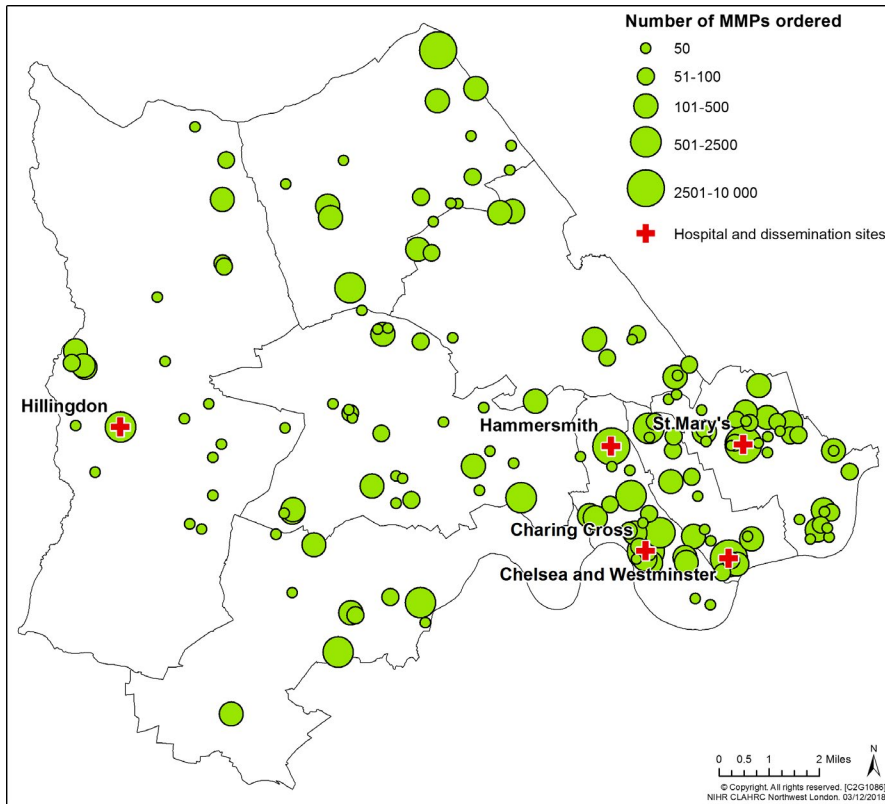 Number of MMPs ordered
50
51-100
101-500
501-2500
2501-10 000
Hospital and dissemination sites
Hillingdon
Hammersmith
St.Mary's
Charing Cross
Chelsea and Westminster
N
0 0.5 1 2 Miles
© Copyright. All rights reserved. [C2G1086]
NIHR CLAHRC Northwest London. 03/12/2018